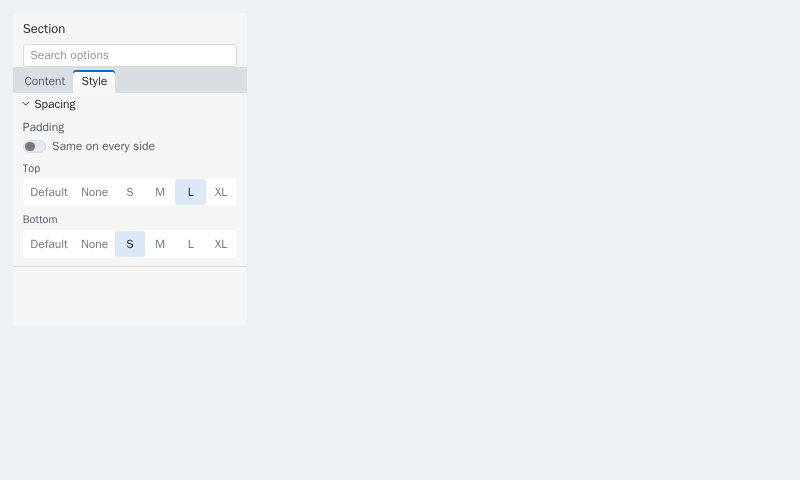 Section
Search options
Content Style
Spacing
Padding
Same on every side
Top
Default None S M L XL
Bottom
Default None S M L XL